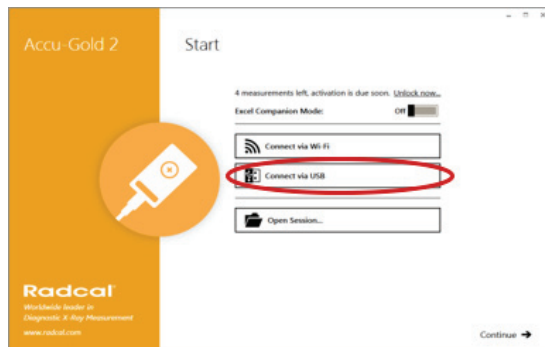 Accu-Gold 2
Start
4 measurements left, activation is due soon. Unlock now...
Excel Companion Mode: Off
Connect via Wi-Fi
Connect via USB
Open Session...
Radcal
Worldwide leader in
Diagnostic X-Ray Measurement
www.radcal.com
Continue